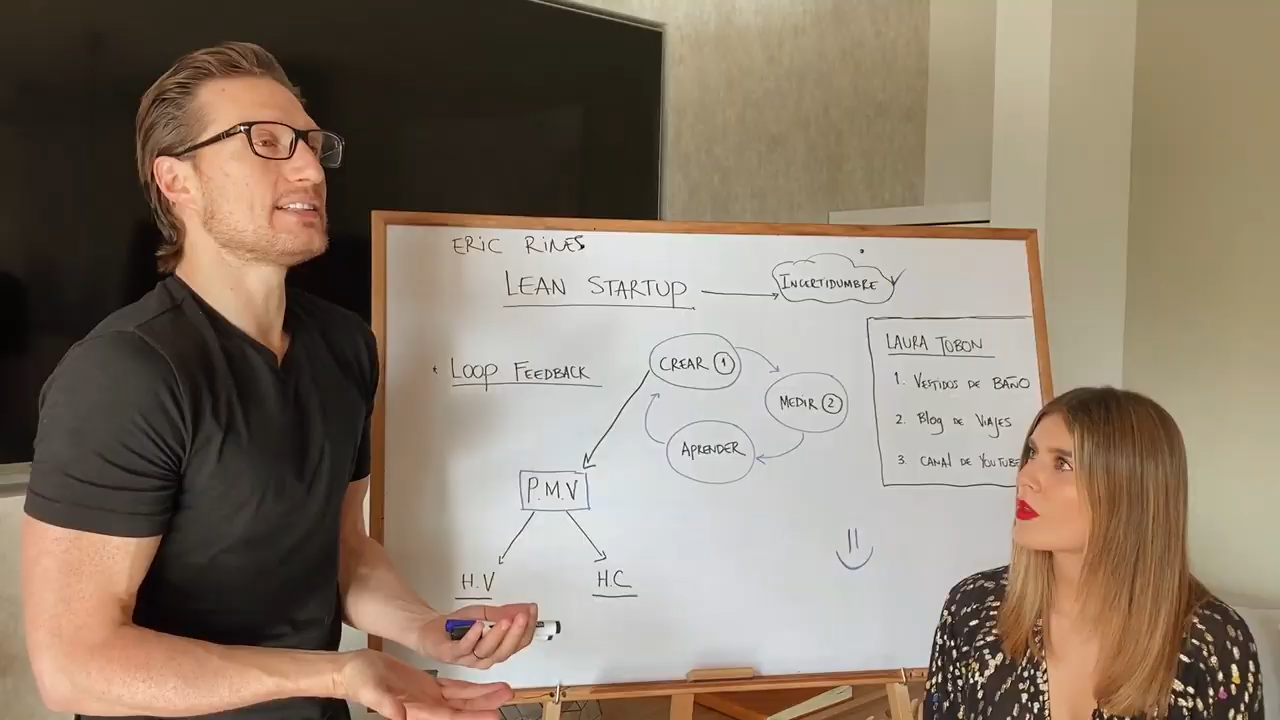 ERIC RINES
LEAN STARTUP
INCERTIDUMBRE
LOOP FEEDBACK
CREAR 1
MEDIR 2
APRENDER
P.M.V
H.V
H.C
LAURA TOBON
1. VESTIDOS DE BAÑO
2. BLOG DE VIAJES
3. CANAL DE YOUTUBE